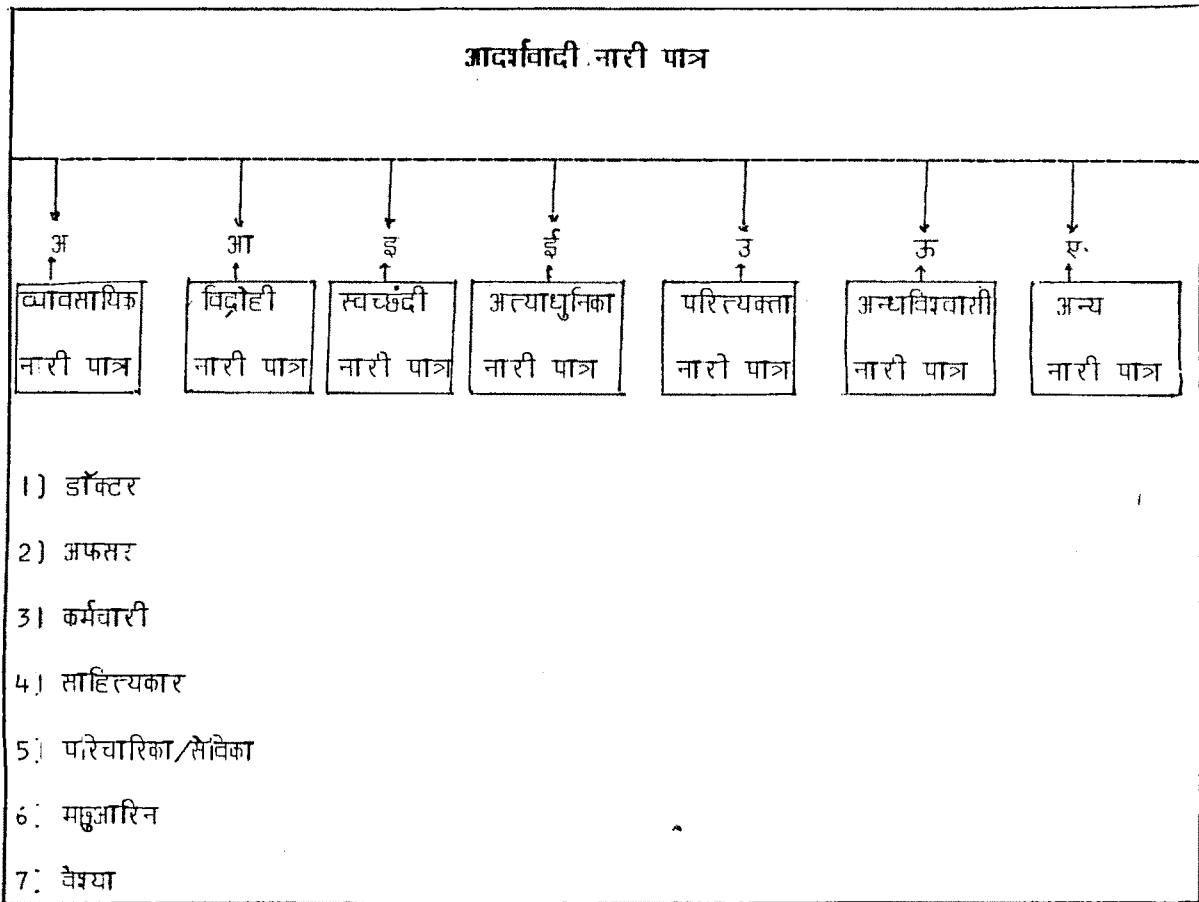 आदर्शवादी नारी पात्र
अ आ इ ई उ ऊ ए
व्यावसायिक विद्रोही स्वच्छंदी अत्याधुनिका परित्यक्ता अन्धविश्वासी अन्य
नारी पात्र नारी पात्र नारी पात्र नारी पात्र नारी पात्र नारी पात्र नारी पात्र
1) डॉक्टर
2) अफसर
3) कर्मचारी
4) साहित्यकार
5) परिचारिका/सेविका
6) मछुआरिन
7) वेश्या